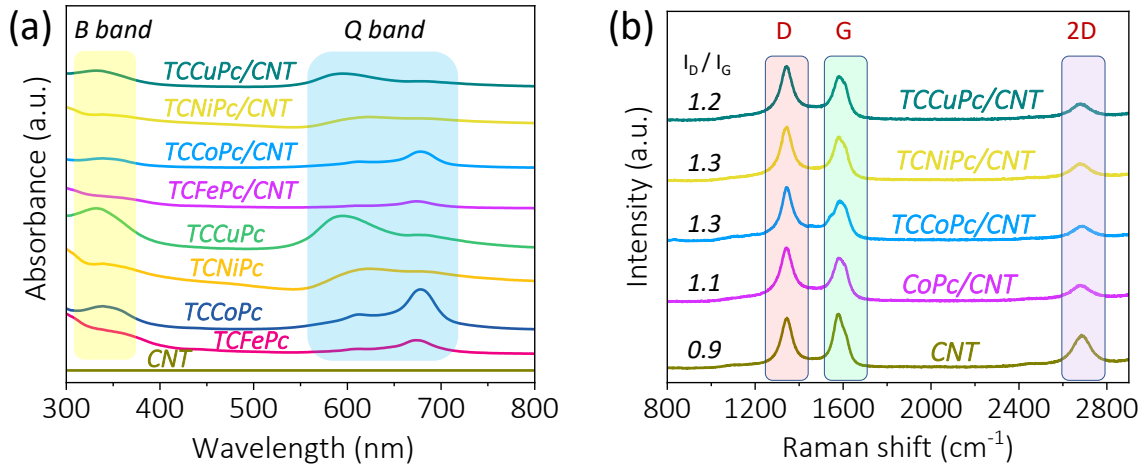 (a)
B band
Q band
TCCuPc/CNT
TCNiPc/CNT
TCCoPc/CNT
TCFePc/CNT
TCCuPc
TCNiPc
TCCoPc
TCFePc
CNT
Absorbance (a.u.)
300 400 500 600 700 800
Wavelength (nm)
(b)
D G 2D
I_D / I_G
1.2 TCCuPc/CNT
1.3 TCNiPc/CNT
1.3 TCCoPc/CNT
1.1 CoPc/CNT
0.9 CNT
Intensity (a.u.)
800 1200 1600 2000 2400 2800
Raman shift (cm⁻¹)